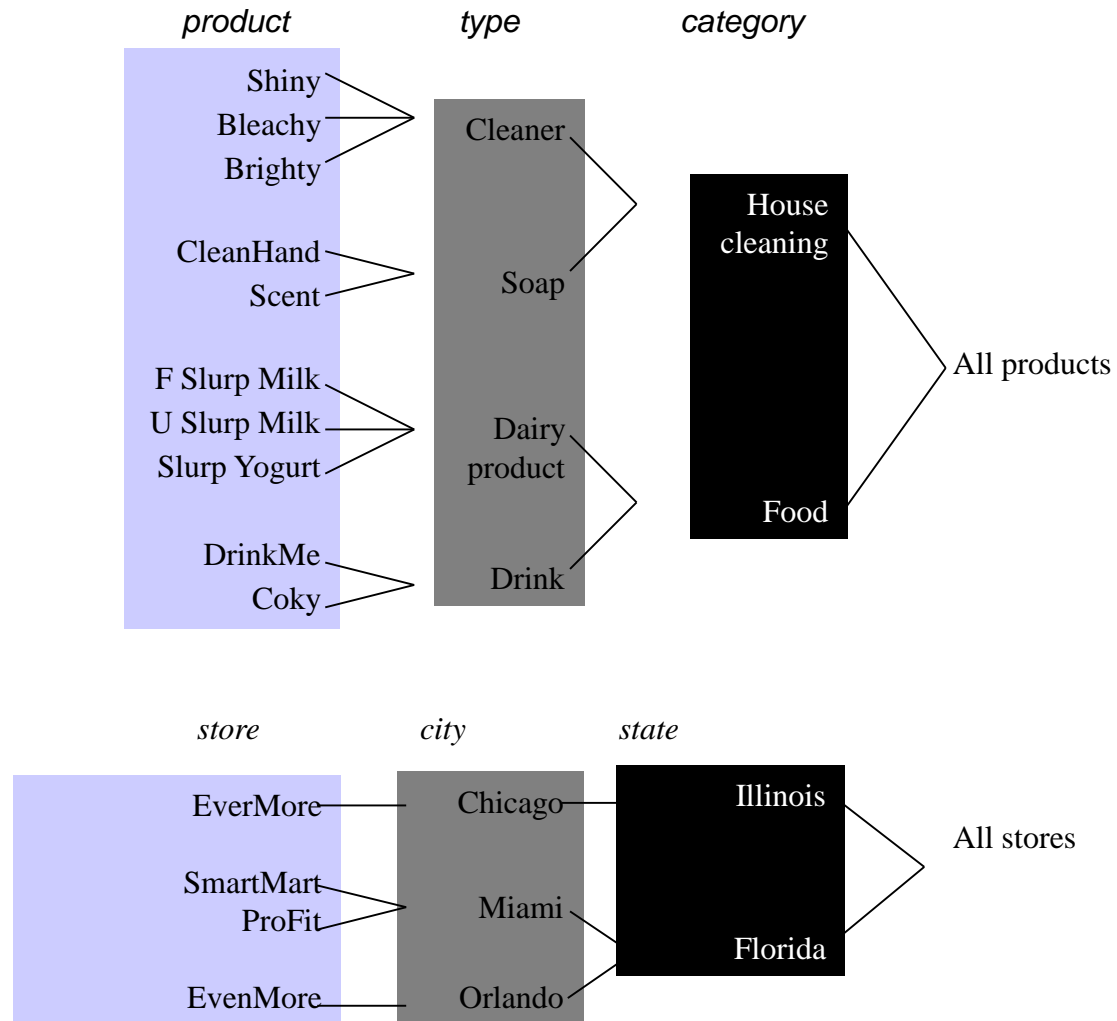 product type category
Shiny
Bleachy
Brighty
Cleaner
CleanHand
Scent
Soap
House
cleaning
F Slurp Milk
U Slurp Milk
Slurp Yogurt
Dairy
product
DrinkMe
Coky
Drink
Food
All products
store city state
EverMore
SmartMart
ProFit
EvenMore
Chicago
Miami
Orlando
Illinois
Florida
All stores